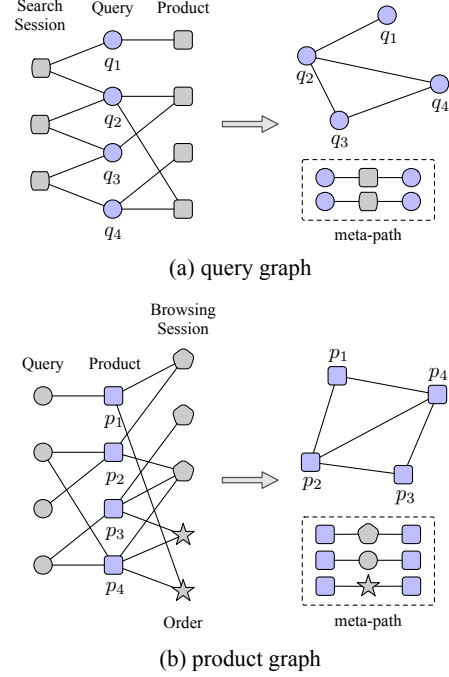 Search
Session
Query
Product
q1
q2
q3
q4
q1
q2
q3
q4
meta-path
(a) query graph
Browsing
Session
Query
Product
p1
p2
p3
p4
Order
p1
p4
p2
p3
meta-path
(b) product graph